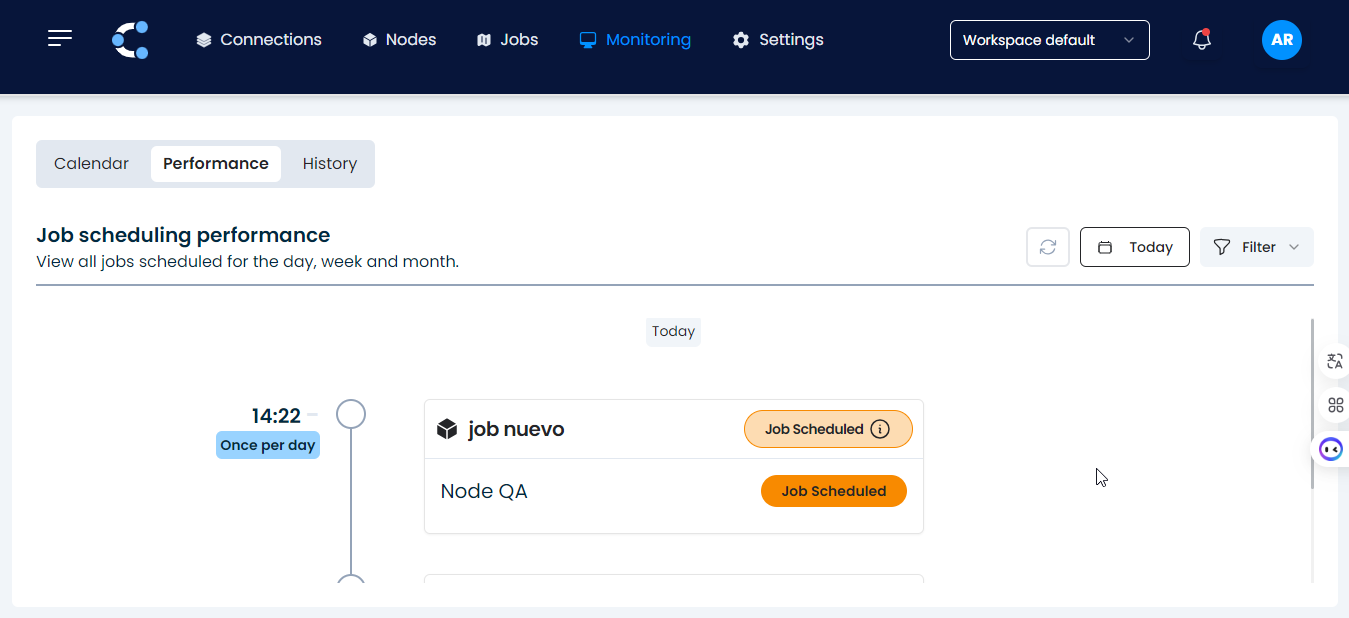 Connections
Nodes
Jobs
Monitoring
Settings
Workspace default
AR
Calendar
Performance
History
Job scheduling performance
View all jobs scheduled for the day, week and month.
Today
Filter
Today
14:22
Once per day
job nuevo
Job Scheduled
Node QA
Job Scheduled